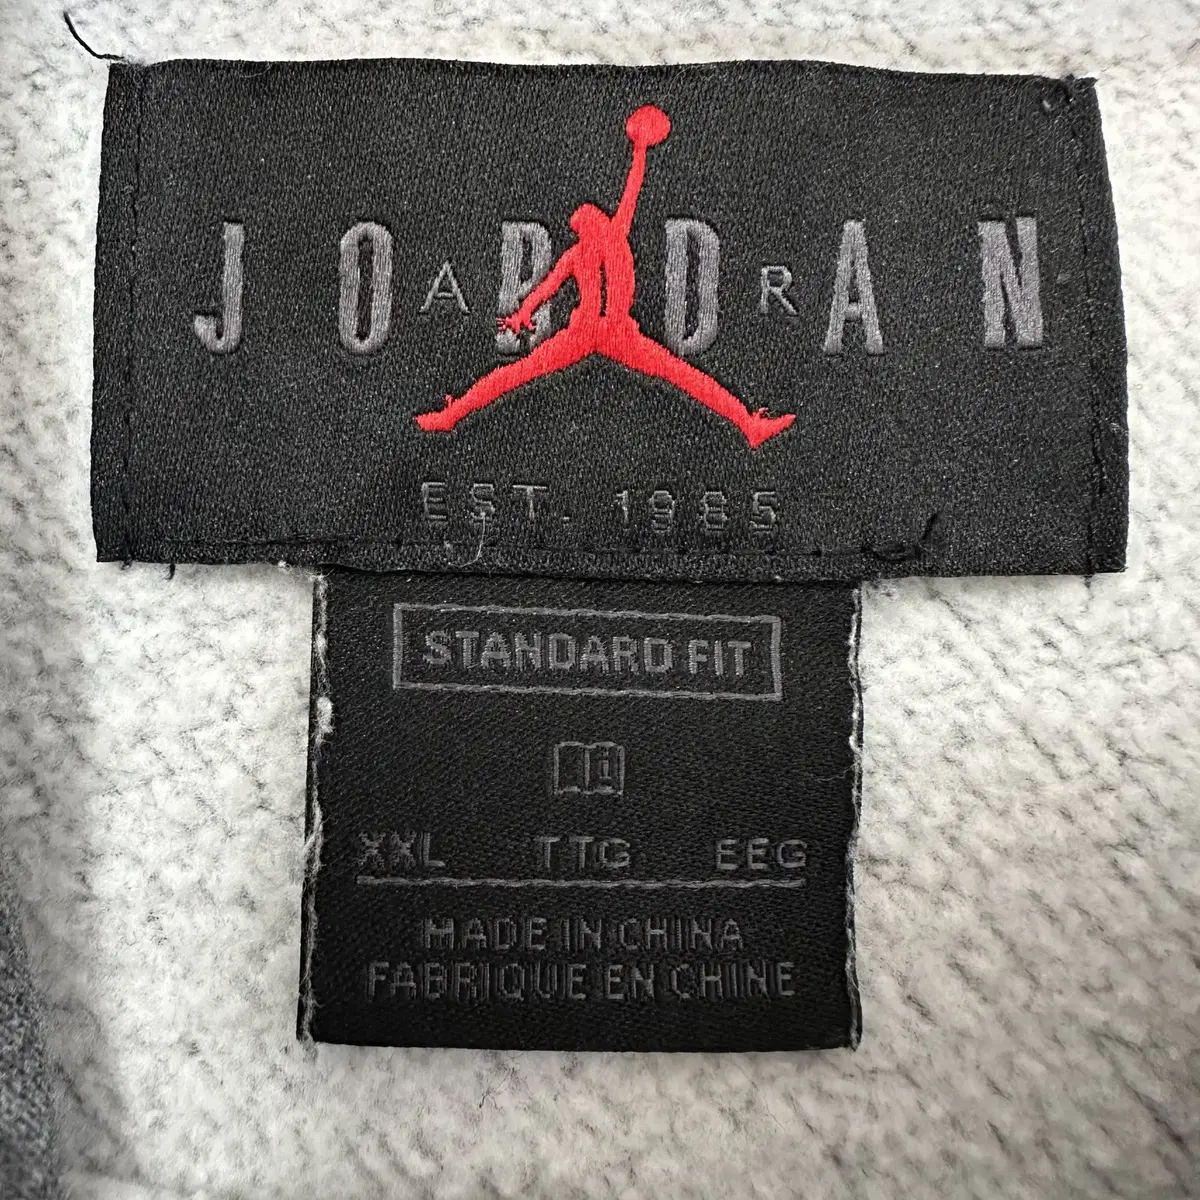 JORDAN
AIR
EST. 1985
STANDARD FIT
i
XXL TTG EEG
MADE IN CHINA
FABRIQUE EN CHINE